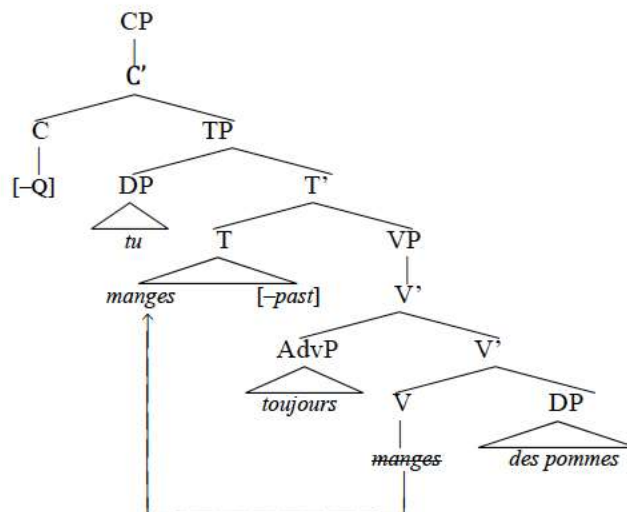 CP
C'
C TP
[–Q] DP T'
tu T VP
manges [–past] V'
AdvP V'
toujours V DP
manges des pommes